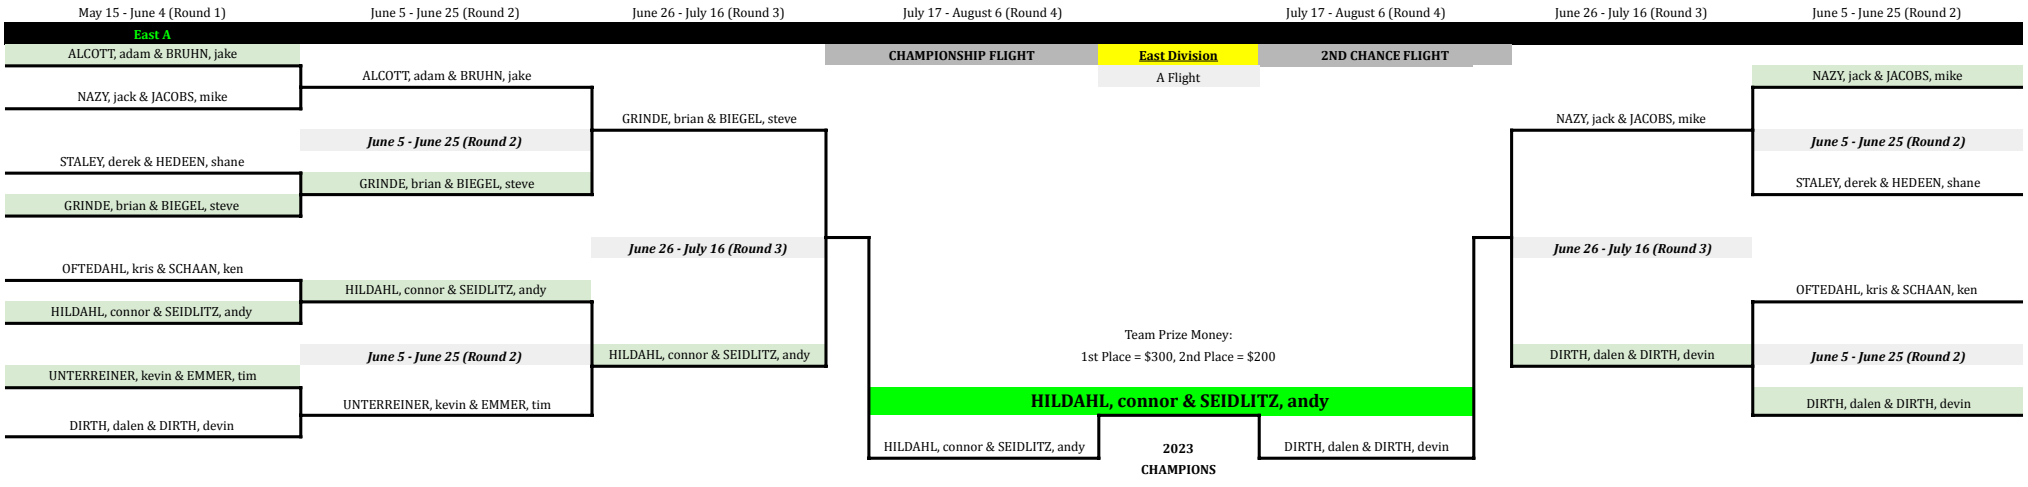 May 15 - June 4 (Round 1) June 5 - June 25 (Round 2) June 26 - July 16 (Round 3) July 17 - August 6 (Round 4) July 17 - August 6 (Round 4) June 26 - July 16 (Round 3) June 5 - June 25 (Round 2)
East A
ALCOTT, adam & BRUHN, jake CHAMPIONSHIP FLIGHT East Division 2ND CHANCE FLIGHT
ALCOTT, adam & BRUHN, jake A Flight NAZY, jack & JACOBS, mike
NAZY, jack & JACOBS, mike
GRINDE, brian & BIEGEL, steve NAZY, jack & JACOBS, mike
June 5 - June 25 (Round 2) June 5 - June 25 (Round 2)
STALEY, derek & HEDEEN, shane
GRINDE, brian & BIEGEL, steve STALEY, derek & HEDEEN, shane
GRINDE, brian & BIEGEL, steve
June 26 - July 16 (Round 3) June 26 - July 16 (Round 3)
OFTEDAHL, kris & SCHAAN, ken
HILDAHL, connor & SEIDLITZ, andy OFTEDAHL, kris & SCHAAN, ken
HILDAHL, connor & SEIDLITZ, andy
Team Prize Money:
June 5 - June 25 (Round 2) HILDAHL, connor & SEIDLITZ, andy 1st Place = $300, 2nd Place = $200 DIRTH, dalen & DIRTH, devin June 5 - June 25 (Round 2)
UNTERREINER, kevin & EMMER, tim
UNTERREINER, kevin & EMMER, tim HILDAHL, connor & SEIDLITZ, andy DIRTH, dalen & DIRTH, devin
DIRTH, dalen & DIRTH, devin
HILDAHL, connor & SEIDLITZ, andy 2023 DIRTH, dalen & DIRTH, devin
CHAMPIONS